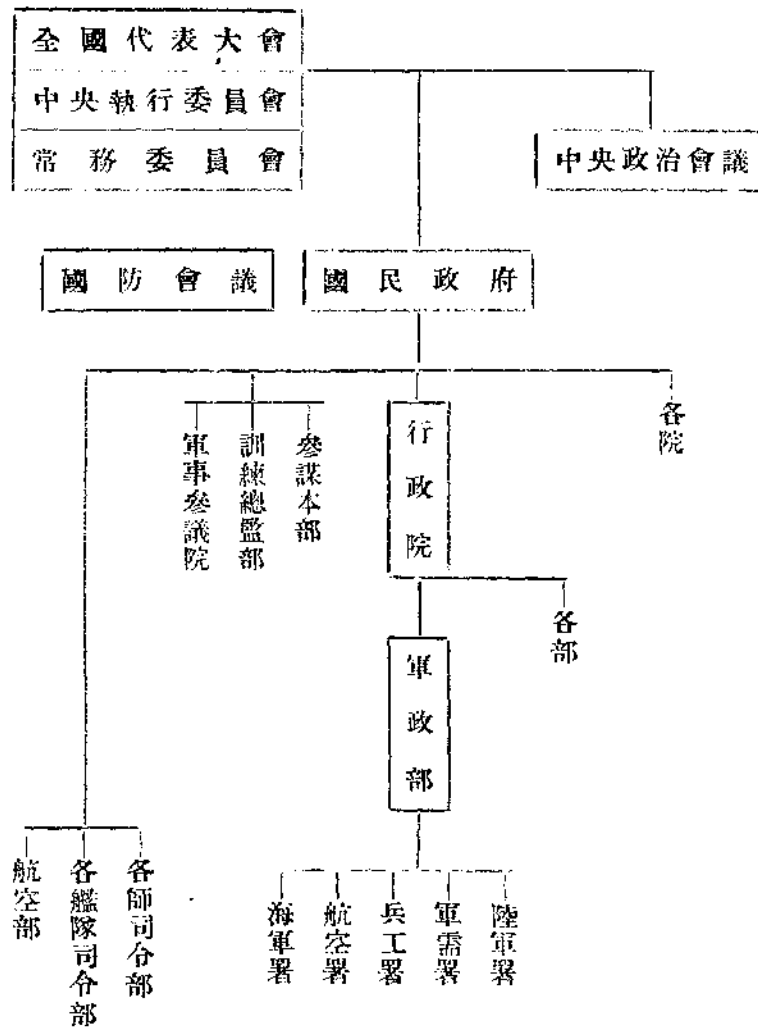 全國代表大會
中央執行委員會
常務委員會
中央政治會議
國防會議
國民政府
各院
行政院
參謀本部
訓練總監部
軍事參議院
各部
軍政部
各師司令部
各艦隊司令部
航空部
陸軍署
軍需署
兵工署
航空署
海軍署